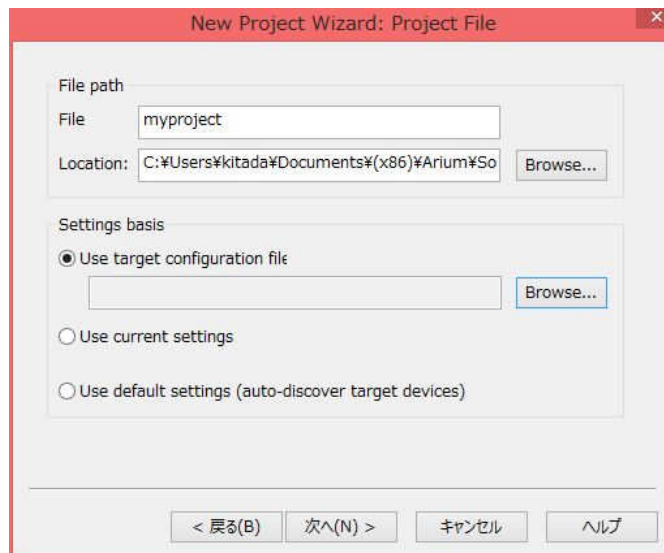 New Project Wizard: Project File
File path
File myproject
Location: C:¥Users¥kitada¥Documents¥(x86)¥Arium¥So Browse...
Settings basis
Use target configuration file
Browse...
Use current settings
Use default settings (auto-discover target devices)
< 戻る(B) 次へ(N) > キャンセル ヘルプ